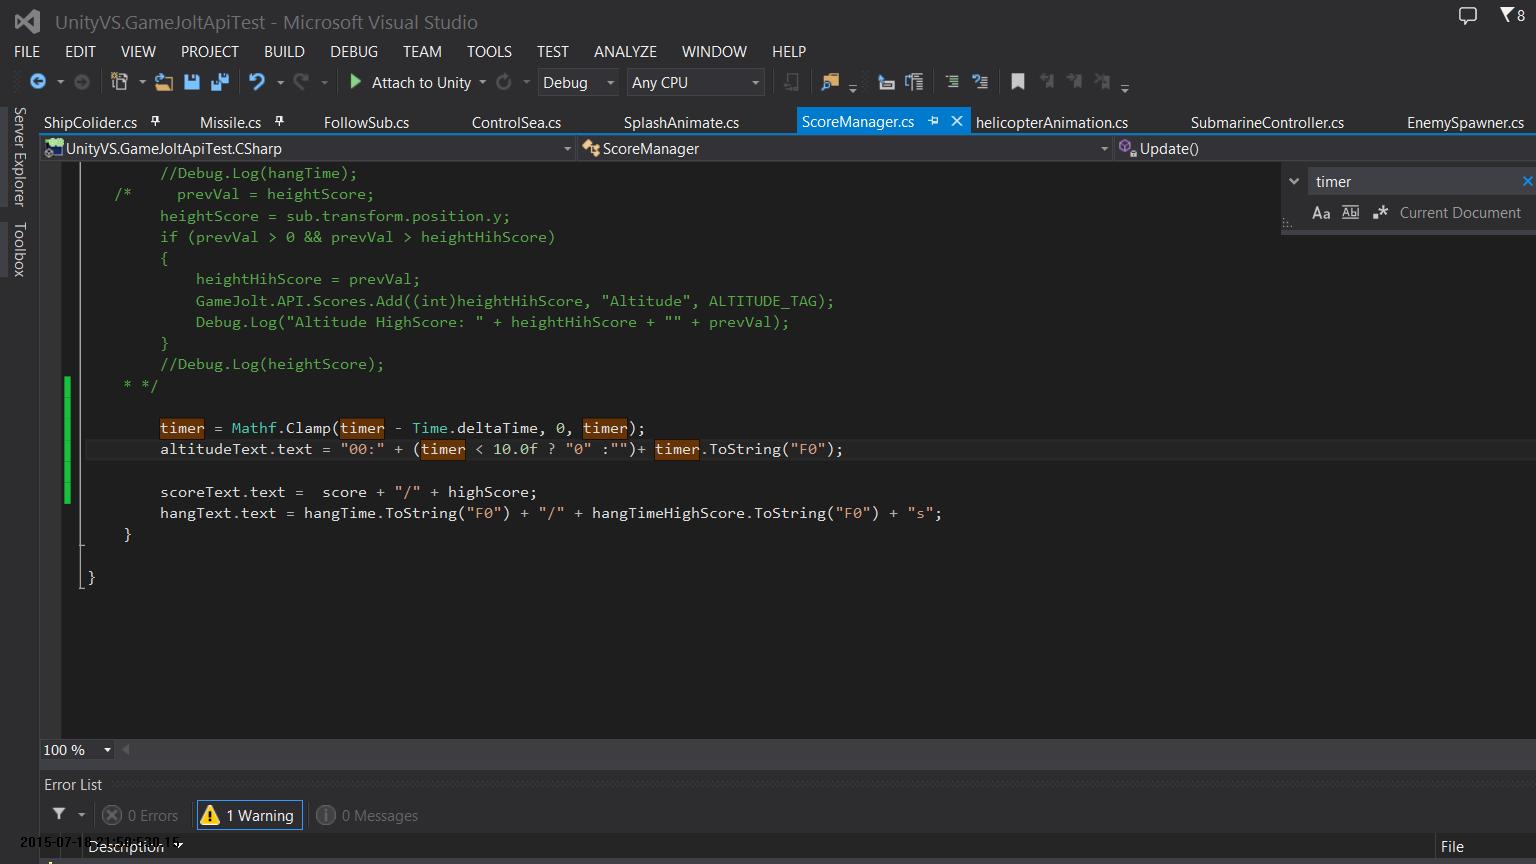 UnityVS.GameJoltApiTest - Microsoft Visual Studio
8
FILE EDIT VIEW PROJECT BUILD DEBUG TEAM TOOLS TEST ANALYZE WINDOW HELP
Attach to Unity Debug Any CPU
Server Explorer
Toolbox
ShipColider.cs Missile.cs FollowSub.cs ControlSea.cs SplashAnimate.cs ScoreManager.cs helicopterAnimation.cs SubmarineController.cs EnemySpawner.cs
UnityVS.GameJoltApiTest.CSharp ScoreManager Update()
timer
Aa Abl .* Current Document
//Debug.Log(hangTime);
/* prevVal = heightScore;
heightScore = sub.transform.position.y;
if (prevVal > 0 && prevVal > heightHihScore)
{
heightHihScore = prevVal;
GameJolt.API.Scores.Add((int)heightHihScore, "Altitude", ALTITUDE_TAG);
Debug.Log("Altitude HighScore: " + heightHihScore + "" + prevVal);
}
//Debug.Log(heightScore);
* */
timer = Mathf.Clamp(timer - Time.deltaTime, 0, timer);
altitudeText.text = "00:" + (timer < 10.0f ? "0" :"")+ timer.ToString("F0");
scoreText.text =  score + "/" + highScore;
hangText.text = hangTime.ToString("F0") + "/" + hangTimeHighScore.ToString("F0") + "s";
}
}
100 %
Error List
0 Errors 1 Warning 0 Messages
Description File